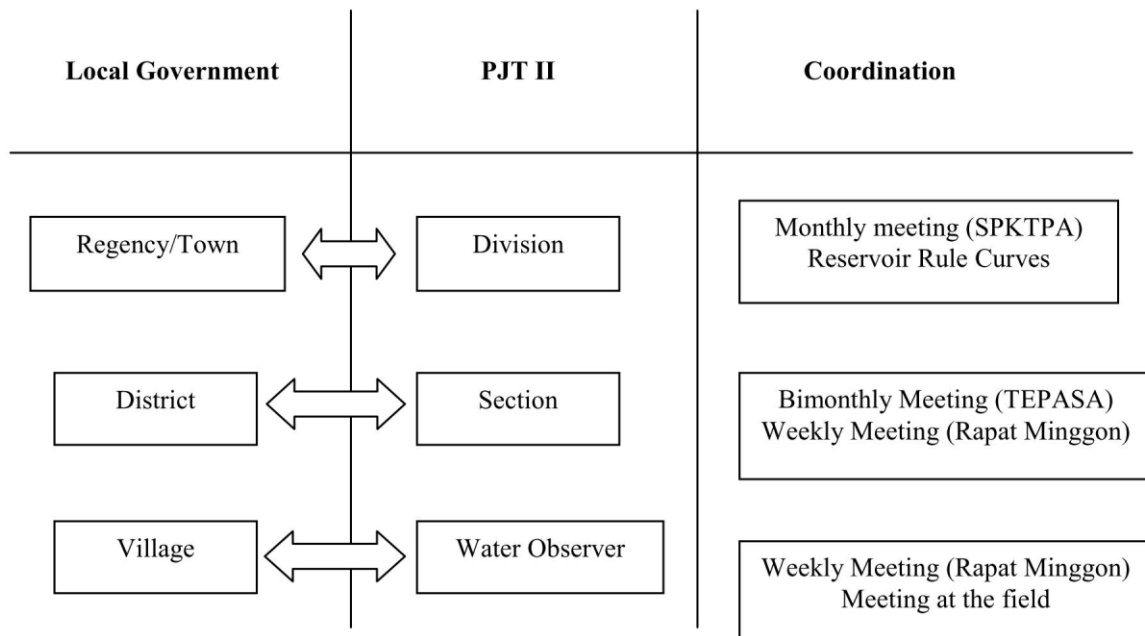 Local Government
PJT II
Coordination
Regency/Town
Division
Monthly meeting (SPKTPA)
Reservoir Rule Curves
District
Section
Bimonthly Meeting (TEPASA)
Weekly Meeting (Rapat Minggon)
Village
Water Observer
Weekly Meeting (Rapat Minggon)
Meeting at the field